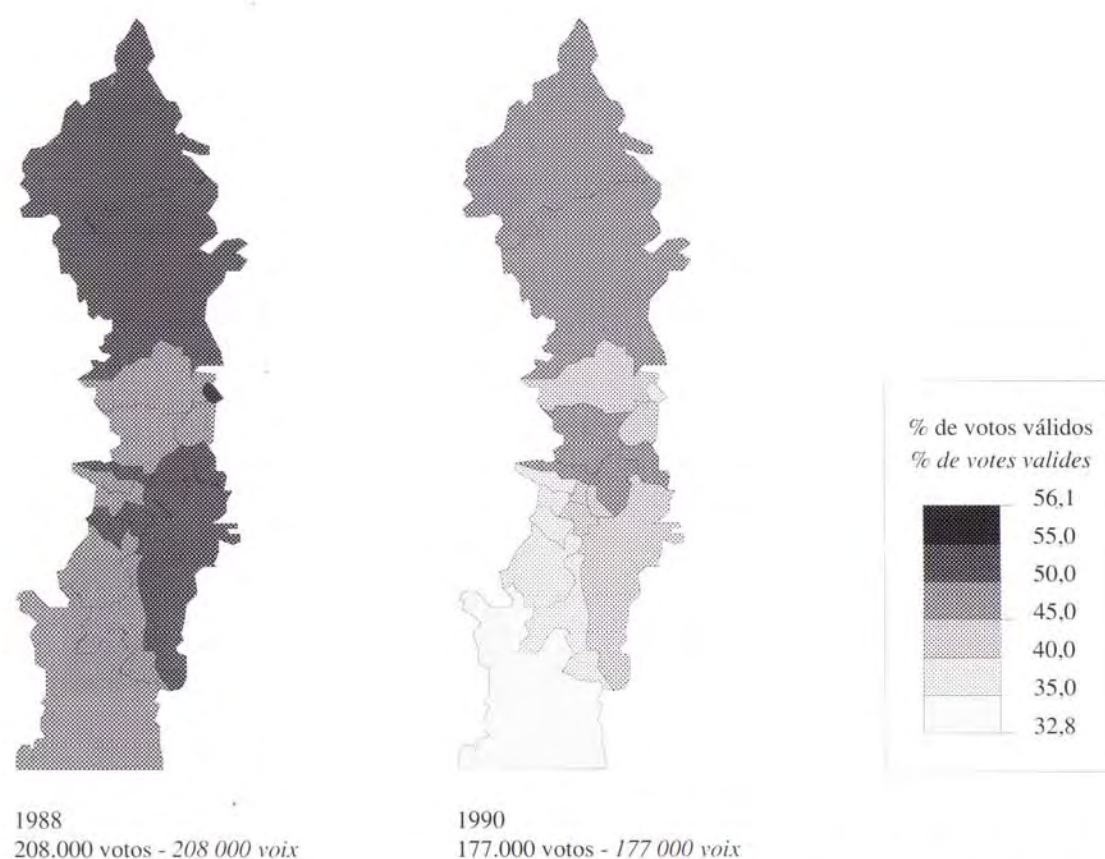 % de votos válidos
% de votes valides
56,1
55,0
50,0
45,0
40,0
35,0
32,8
1988
208.000 votos - 208 000 voix
1990
177.000 votos - 177 000 voix